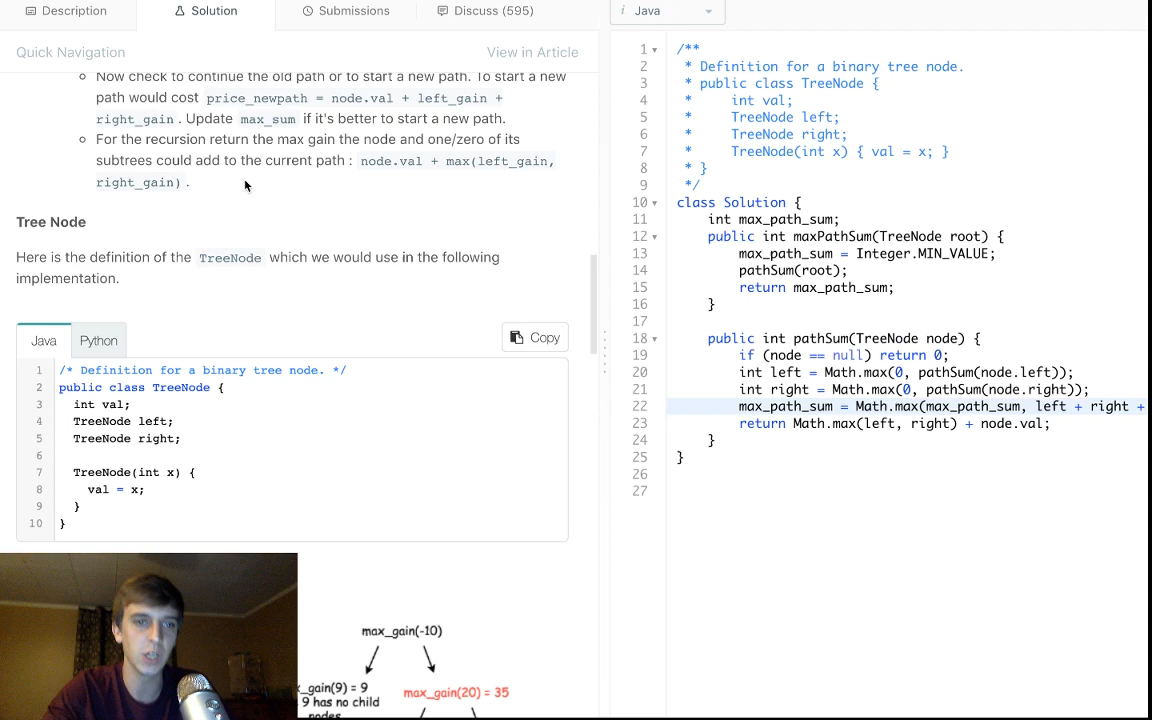 Description
Solution
Submissions
Discuss (595)
i Java
Quick Navigation
View in Article
Now check to continue the old path or to start a new path. To start a new
path would cost price_newpath = node.val + left_gain +
right_gain . Update max_sum if it's better to start a new path.
For the recursion return the max gain the node and one/zero of its
subtrees could add to the current path : node.val + max(left_gain,
right_gain) .
Tree Node
Here is the definition of the TreeNode which we would use in the following
implementation.
Java
Python
Copy
1 /* Definition for a binary tree node. */
2 public class TreeNode {
3 int val;
4 TreeNode left;
5 TreeNode right;
6
7 TreeNode(int x) {
8 val = x;
9 }
10 }
max_gain(-10)
_gain(9) = 9
9 has no child
nodes
max_gain(20) = 35
1 /**
2 * Definition for a binary tree node.
3 * public class TreeNode {
4 * int val;
5 * TreeNode left;
6 * TreeNode right;
7 * TreeNode(int x) { val = x; }
8 * }
9 */
10 class Solution {
11 int max_path_sum;
12 public int maxPathSum(TreeNode root) {
13 max_path_sum = Integer.MIN_VALUE;
14 pathSum(root);
15 return max_path_sum;
16 }
17
18 public int pathSum(TreeNode node) {
19 if (node == null) return 0;
20 int left = Math.max(0, pathSum(node.left));
21 int right = Math.max(0, pathSum(node.right));
22 max_path_sum = Math.max(max_path_sum, left + right +
23 return Math.max(left, right) + node.val;
24 }
25 }
26
27